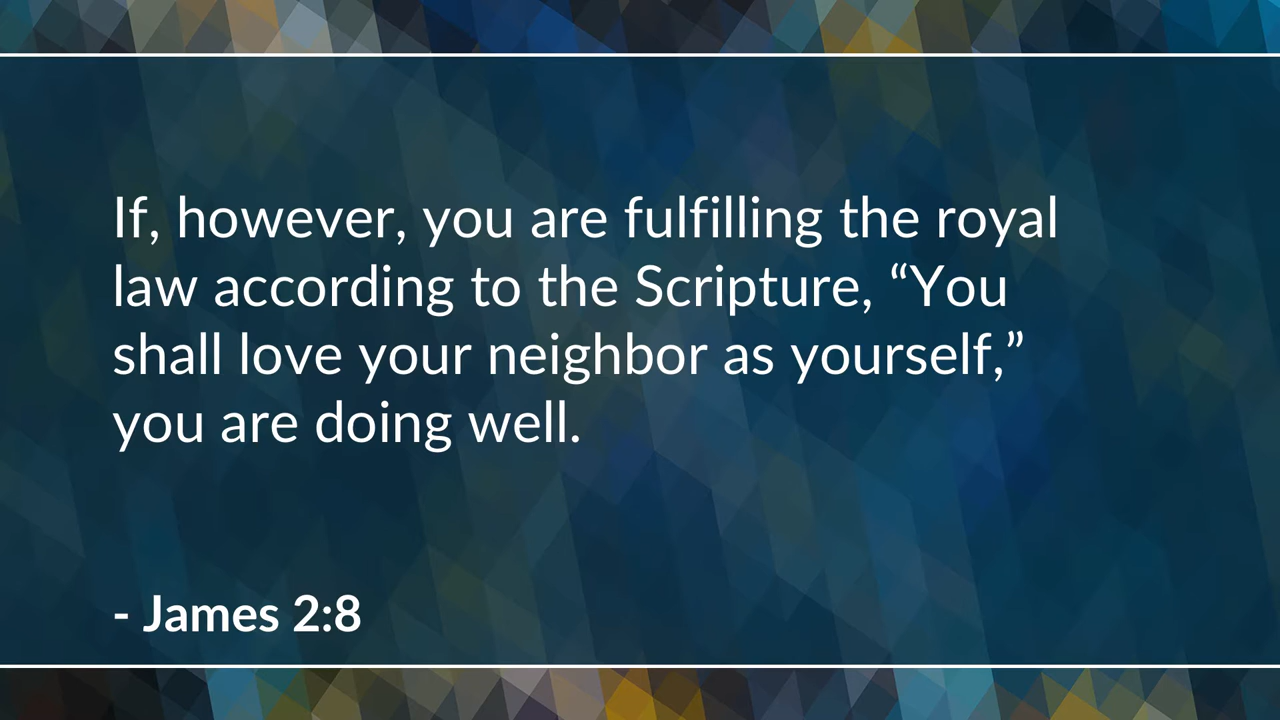 If, however, you are fulfilling the royal
law according to the Scripture, “You
shall love your neighbor as yourself,”
you are doing well.
- James 2:8